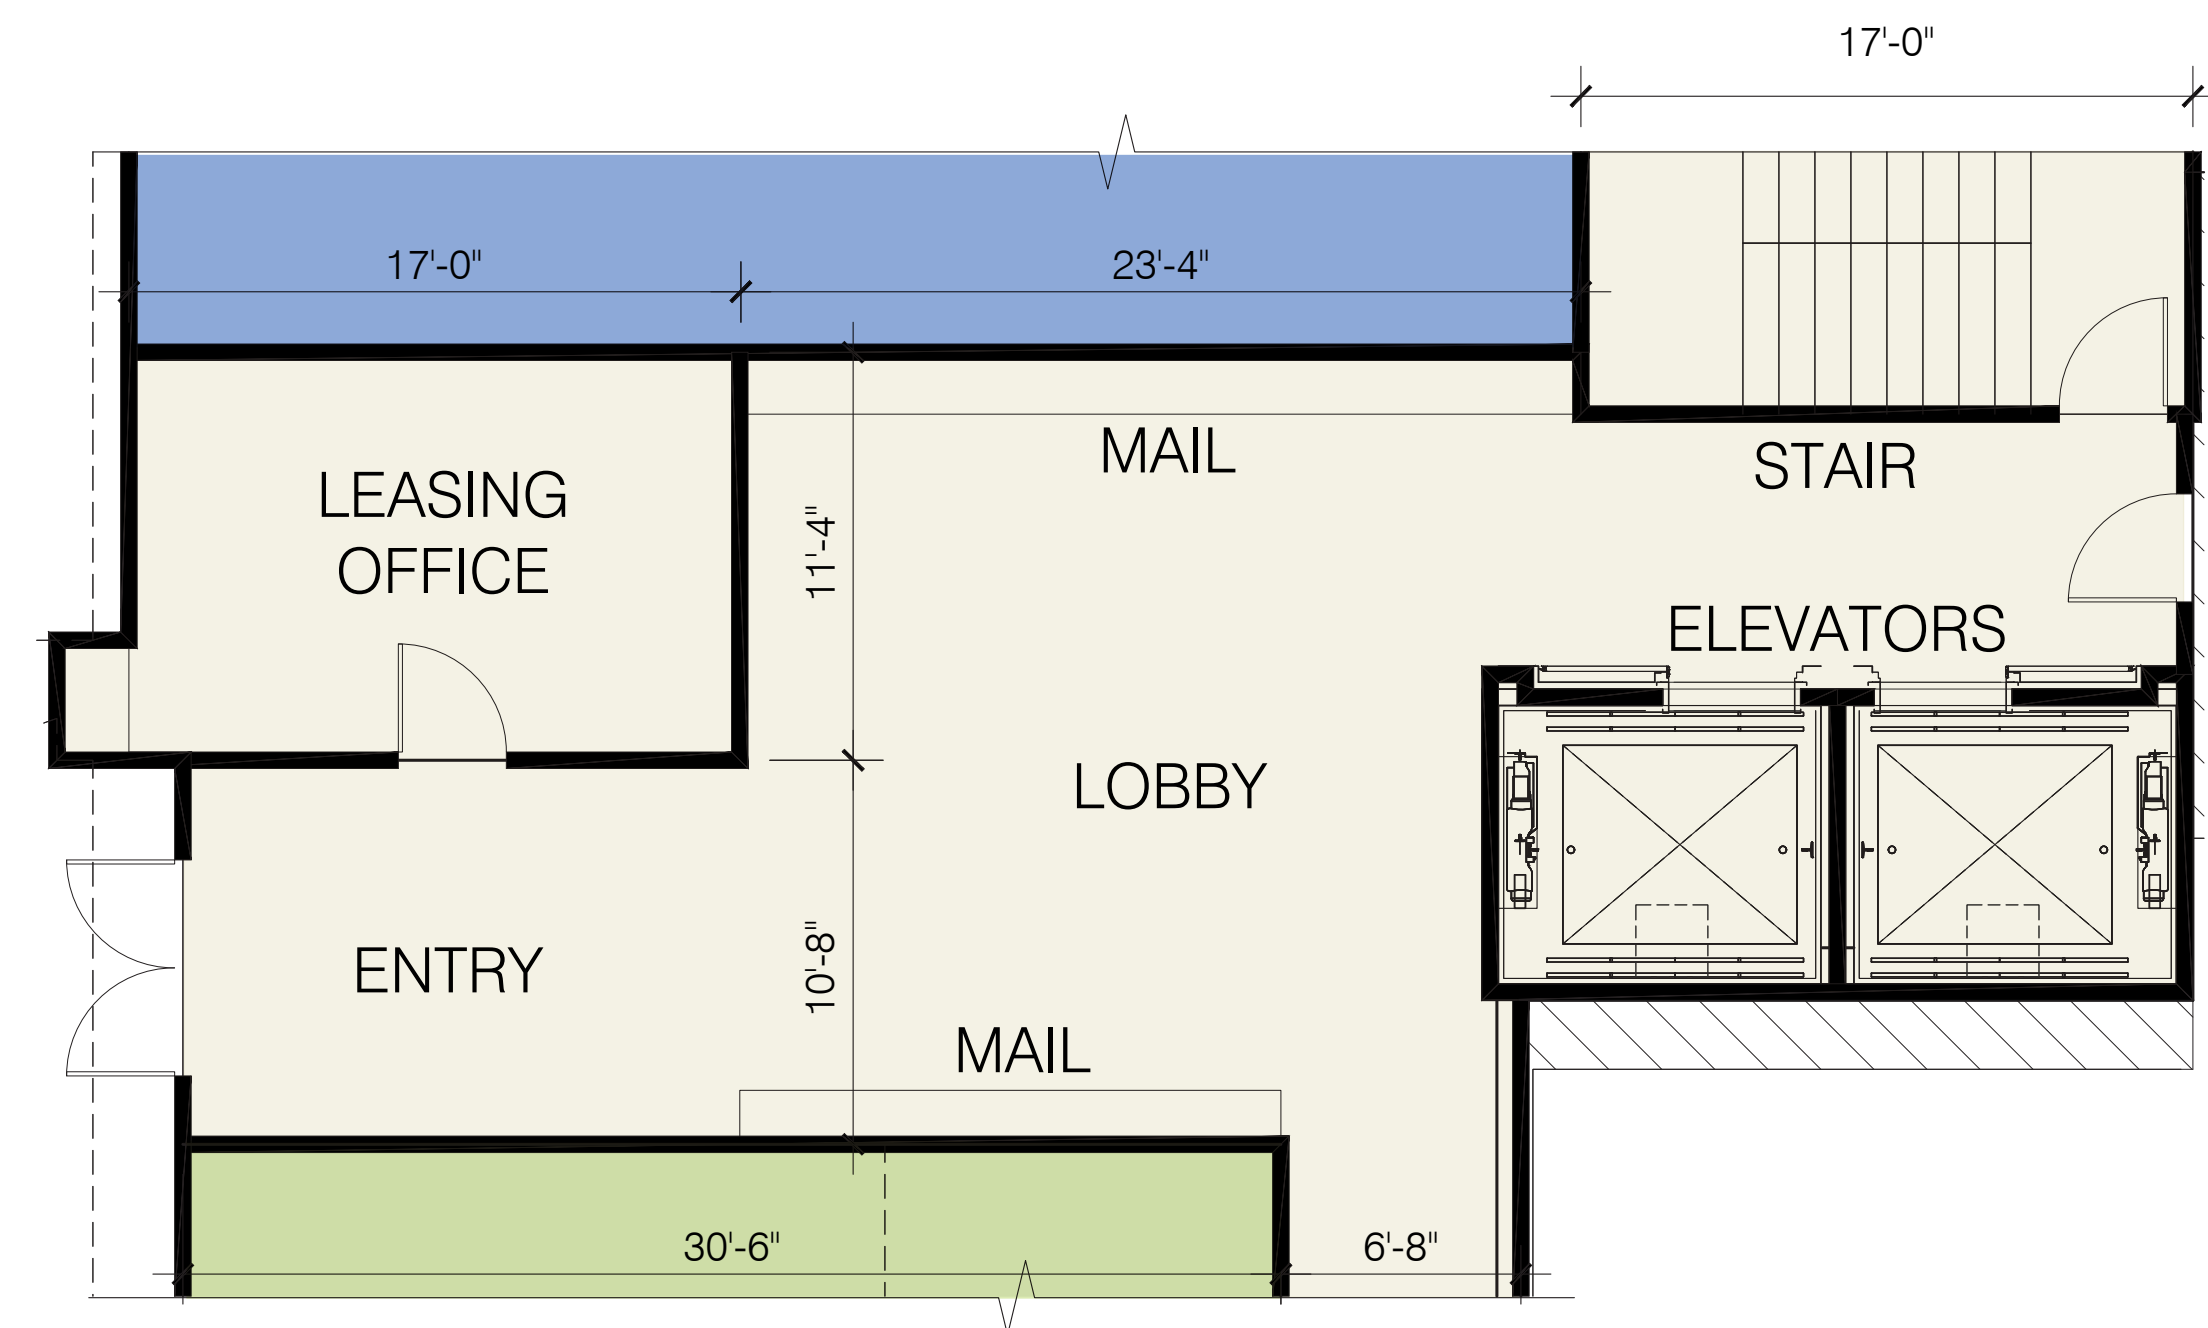 17'-0"
17'-0"
23'-4"
MAIL
STAIR
LEASING
OFFICE
11'-4"
ELEVATORS
LOBBY
ENTRY
10'-8"
MAIL
30'-6"
6'-8"